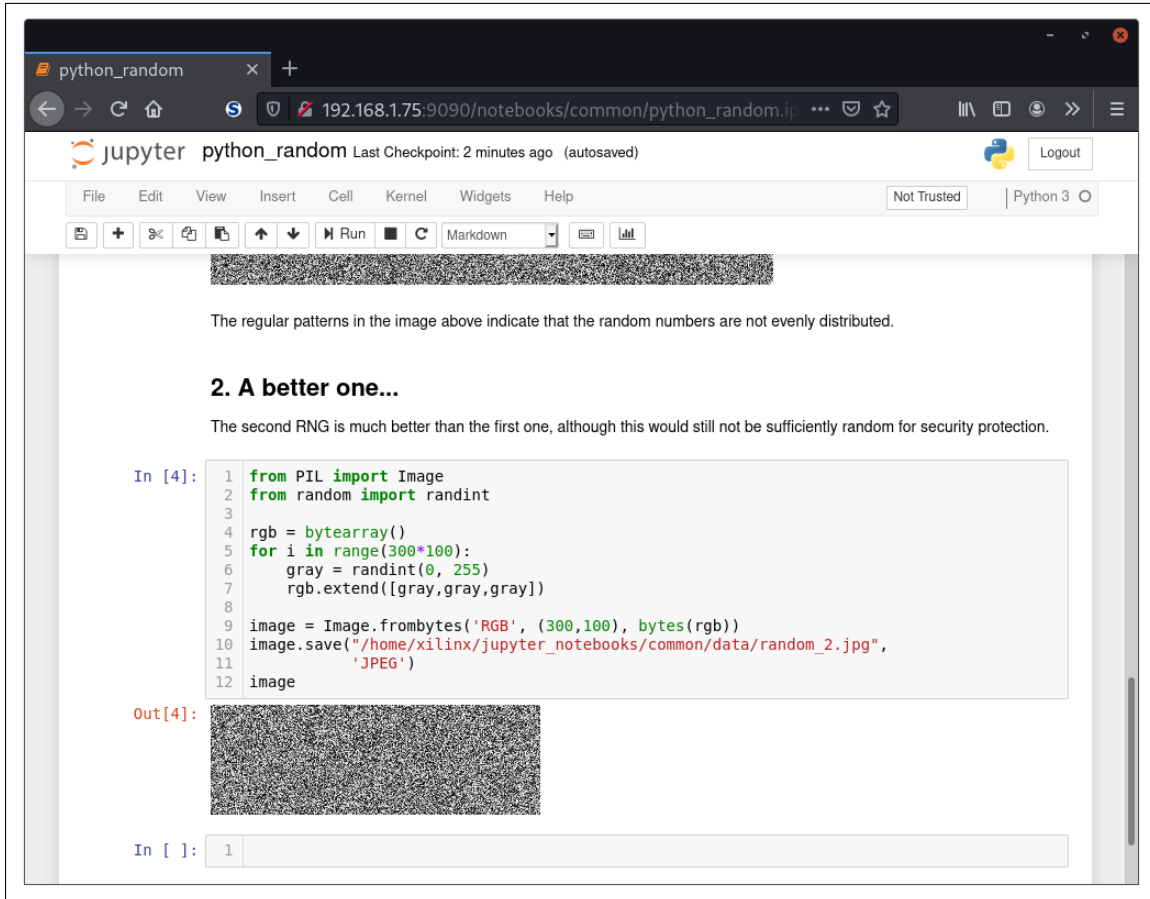 python_random
192.168.1.75:9090/notebooks/common/python_random.ip
jupyter python_random Last Checkpoint: 2 minutes ago (autosaved)
Logout
File Edit View Insert Cell Kernel Widgets Help
Not Trusted
Python 3
Run
Markdown
The regular patterns in the image above indicate that the random numbers are not evenly distributed.
2. A better one...
The second RNG is much better than the first one, although this would still not be sufficiently random for security protection.
In [4]:
1 from PIL import Image
2 from random import randint
3
4 rgb = bytearray()
5 for i in range(300*100):
6     gray = randint(0, 255)
7     rgb.extend([gray,gray,gray])
8
9 image = Image.frombytes('RGB', (300,100), bytes(rgb))
10 image.save("/home/xilinx/jupyter_notebooks/common/data/random_2.jpg",
11            'JPEG')
12 image
Out[4]:
In [ ]:
1